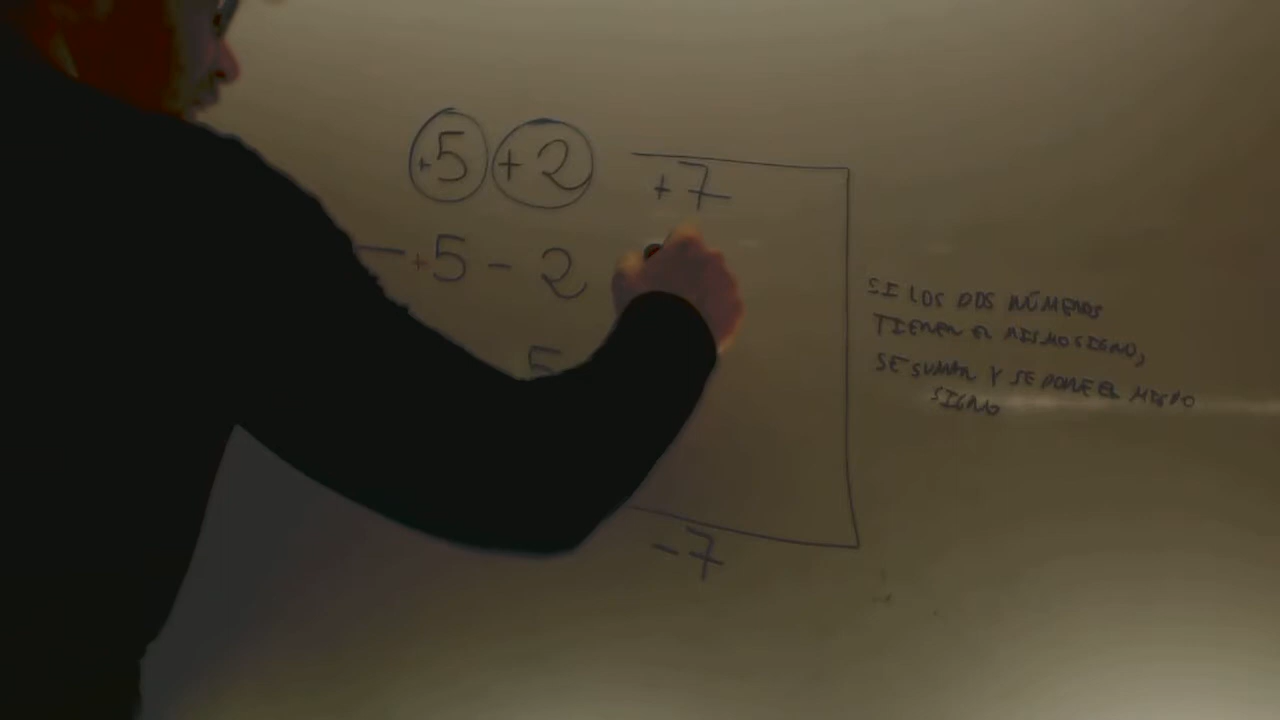 +5 +2
+7
- +5 - 2
5
-7
SI LOS DOS NÚMEROS
TIENEN EL MISMO SIGNO,
SE SUMAN Y SE PONE EL MISMO
SIGNO